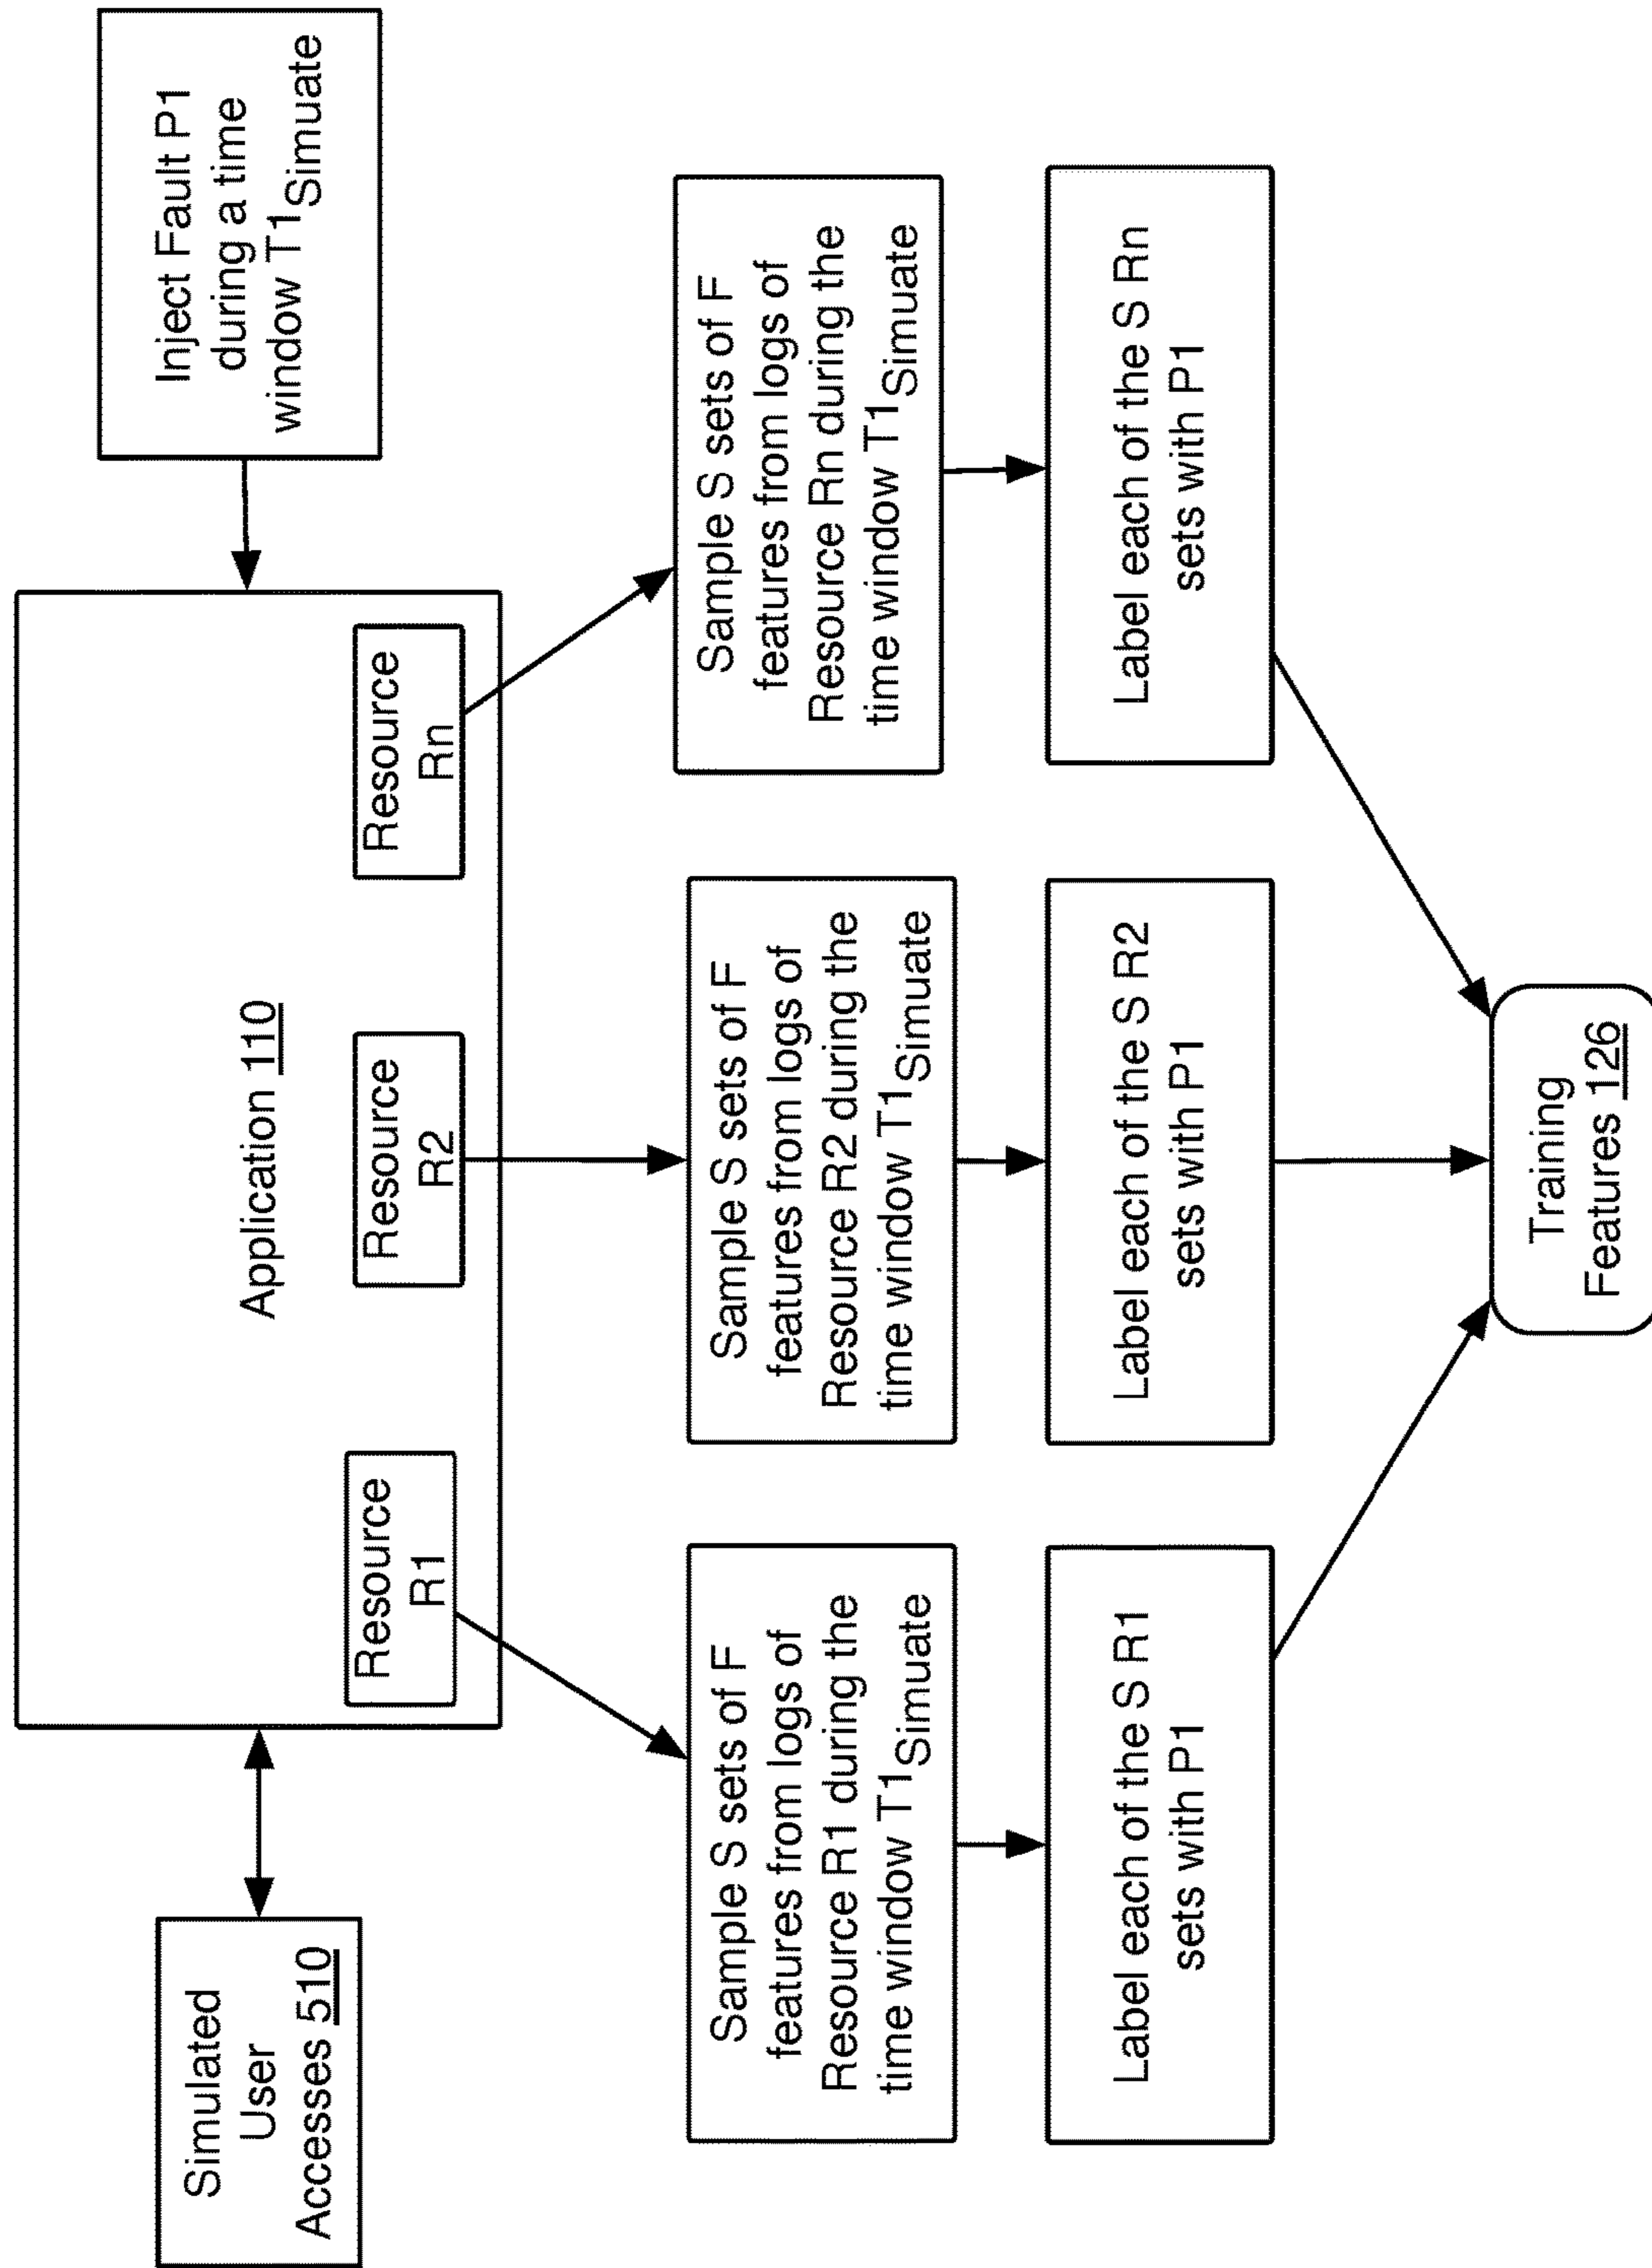 Simulated
User
Accesses 510
Application 110
Resource
R1
Resource
R2
Resource
Rn
Inject Fault P1
during a time
window T1Simuate
Sample S sets of F
features from logs of
Resource R1 during the
time window T1Simuate
Sample S sets of F
features from logs of
Resource R2 during the
time window T1Simuate
Sample S sets of F
features from logs of
Resource Rn during the
time window T1Simuate
Label each of the S R1
sets with P1
Label each of the S R2
sets with P1
Label each of the S Rn
sets with P1
Training
Features 126